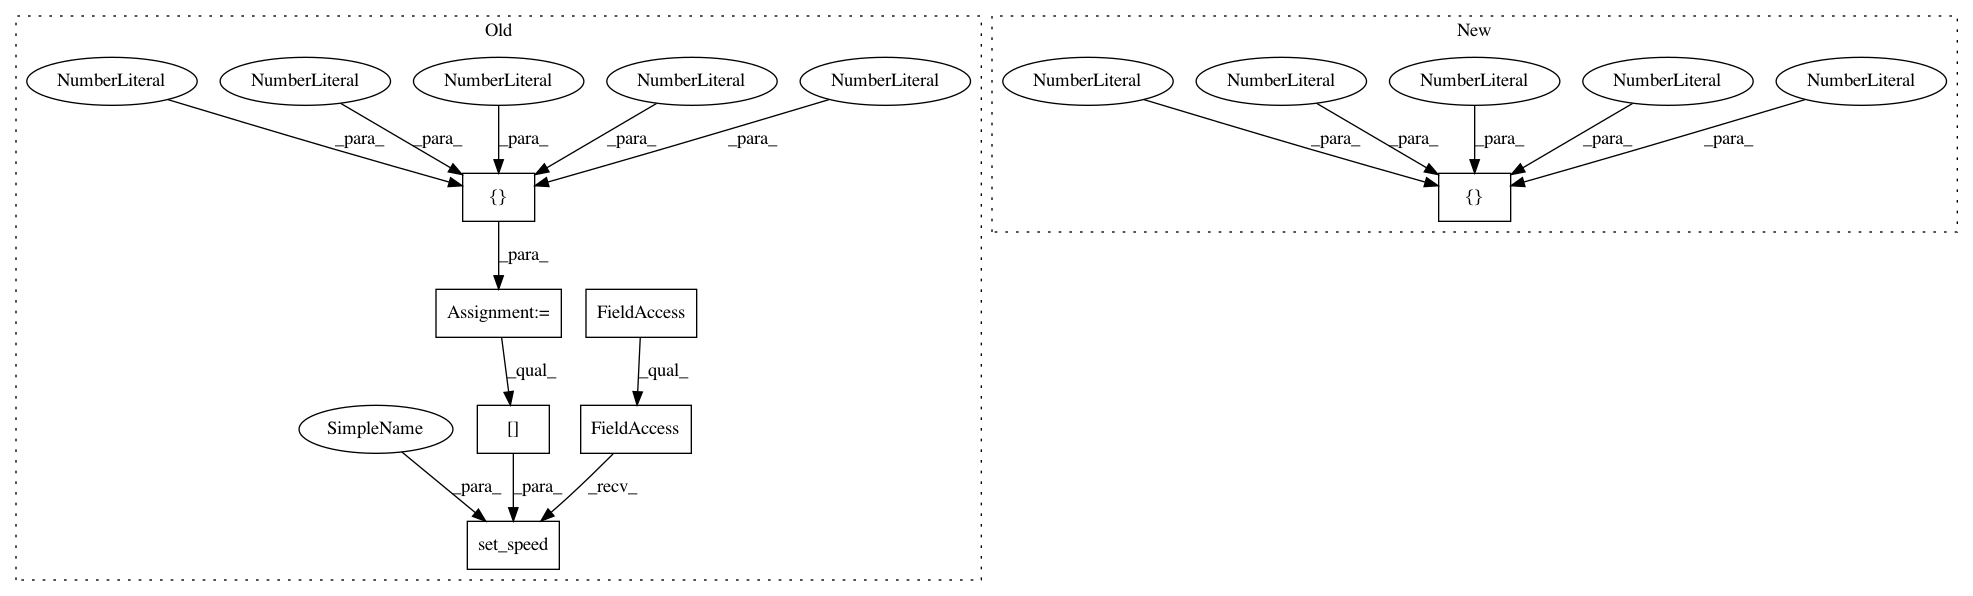 Old
New
NumberLiteral NumberLiteral NumberLiteral NumberLiteral NumberLiteral
NumberLiteral NumberLiteral NumberLiteral NumberLiteral NumberLiteral
_para_ _para_ _para_ _para_ _para_
_para_ _para_ _para_ _para_ _para_
{}
{}
_para_
Assignment:= FieldAccess
_qual_ _qual_
SimpleName [] FieldAccess
_para_ _para_ _recv_
set_speed